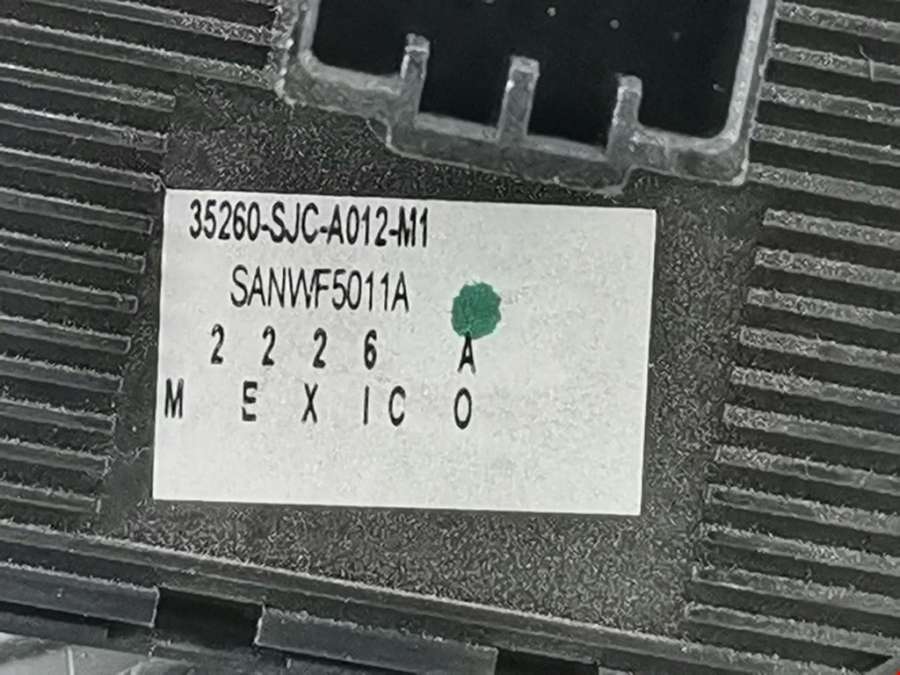 35260-SJC-A012-M1
SANWF5011A
2 2 2 6 A
M E X I C O